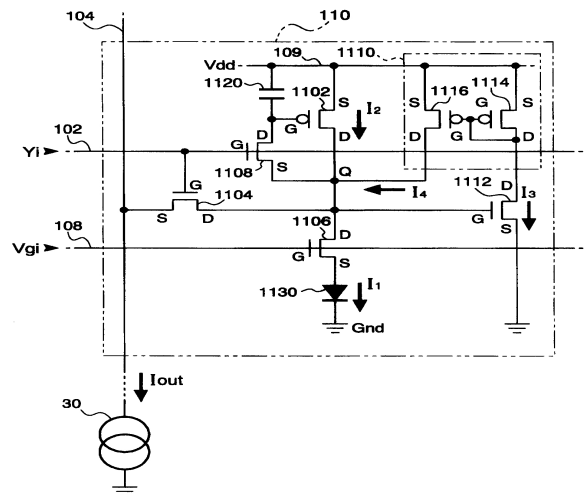 104
110
109
1110
Vdd
1120
1102
1116
1114
S
I2
S
S
G
G
G
D
D
D
D
102
Yi
G
1108
S
Q
G
1104
I4
D
1112
I3
S
D
1106
G
S
108
D
Vgi
G
S
1130
I1
Gnd
Iout
30